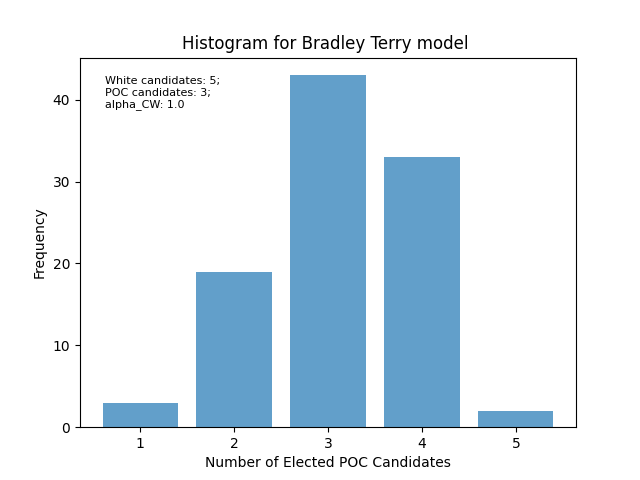 Histogram for Bradley Terry model
White candidates: 5;
POC candidates: 3;
alpha_CW: 1.0
Frequency
40
30
20
10
0
1 2 3 4 5
Number of Elected POC Candidates